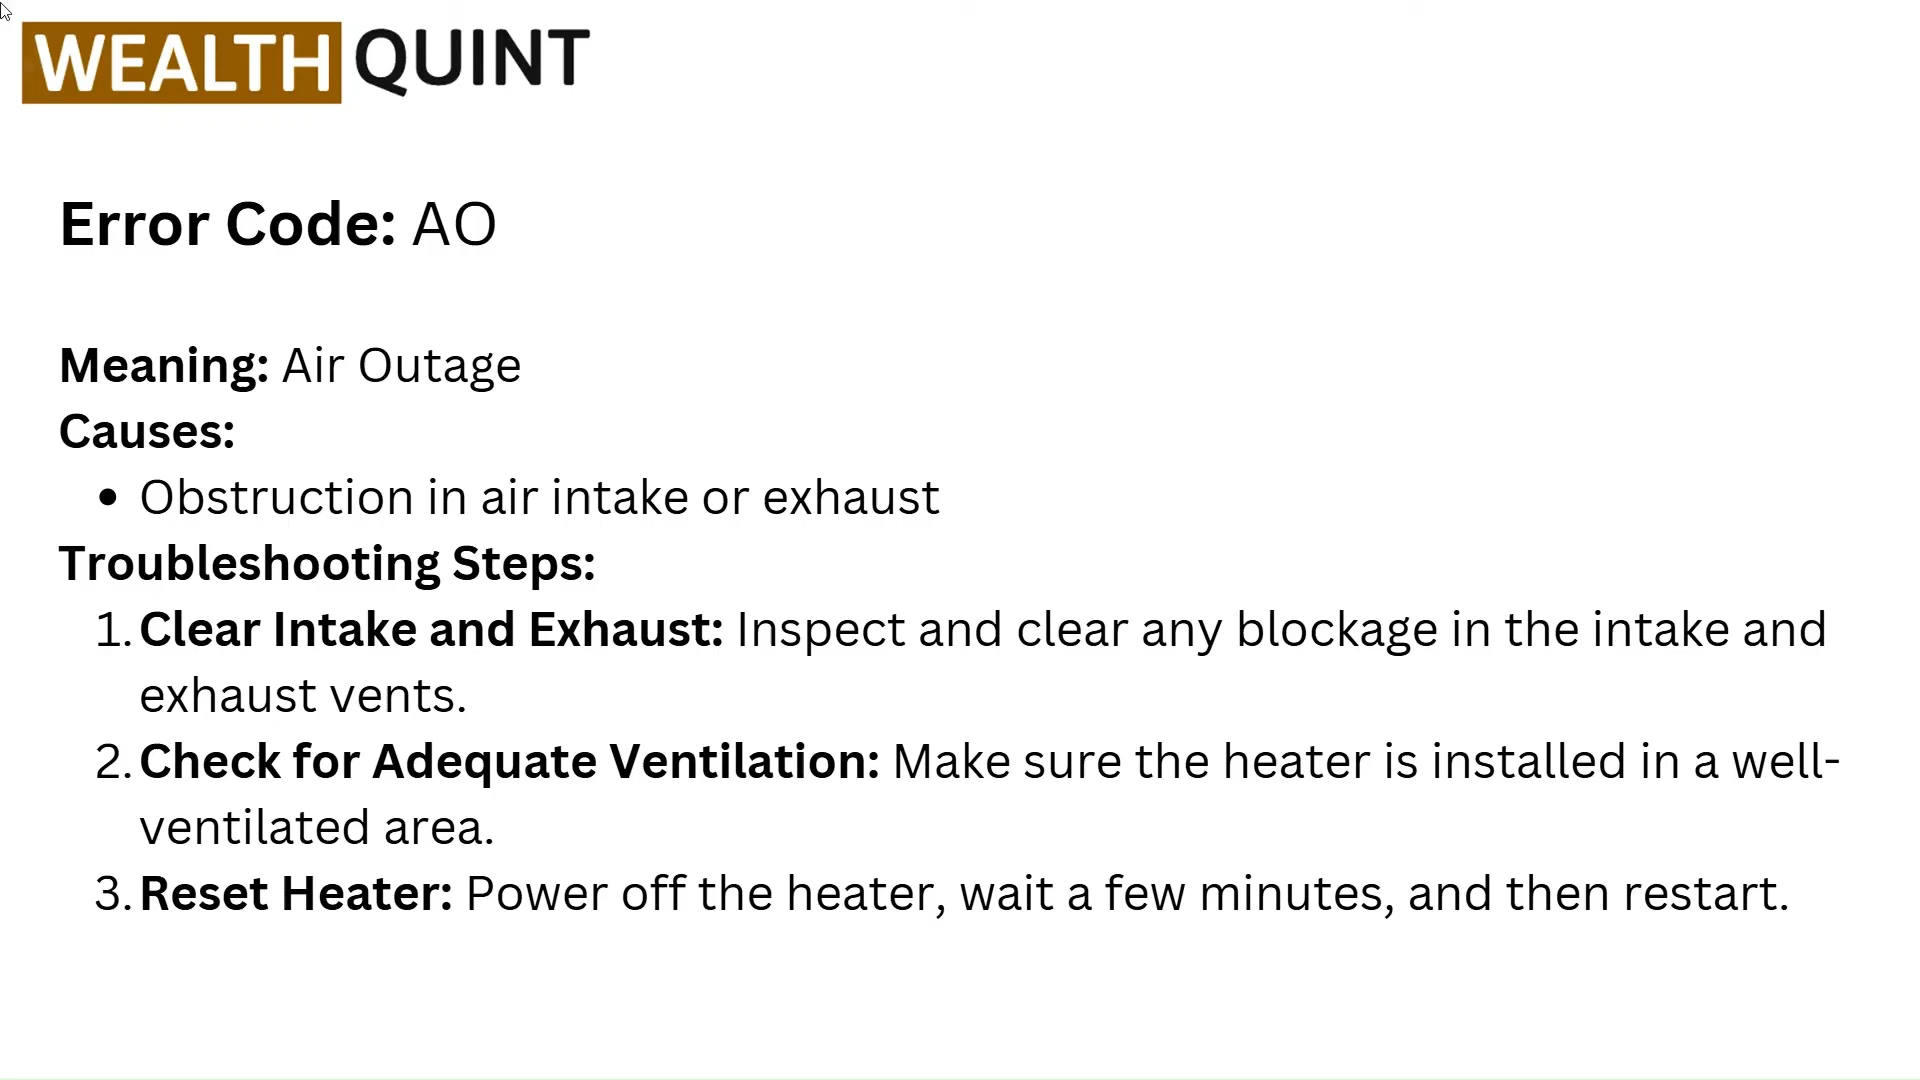 WEALTH QUINT
Error Code: AO
Meaning: Air Outage
Causes:
• Obstruction in air intake or exhaust
Troubleshooting Steps:
1. Clear Intake and Exhaust: Inspect and clear any blockage in the intake and
exhaust vents.
2. Check for Adequate Ventilation: Make sure the heater is installed in a well-
ventilated area.
3. Reset Heater: Power off the heater, wait a few minutes, and then restart.